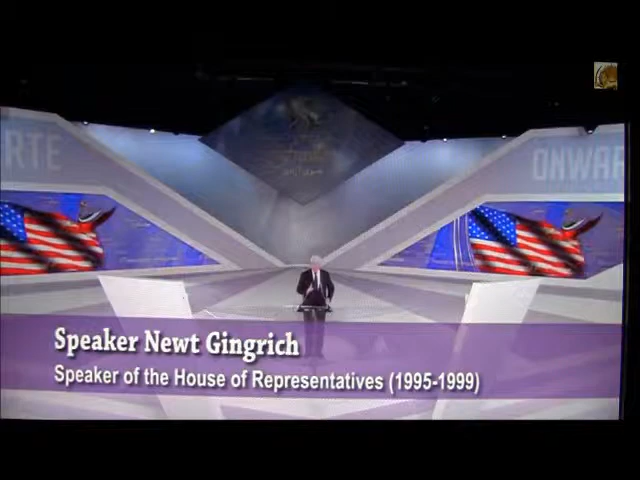 ARTE
ONWAR
Speaker Newt Gingrich
Speaker of the House of Representatives (1995-1999)